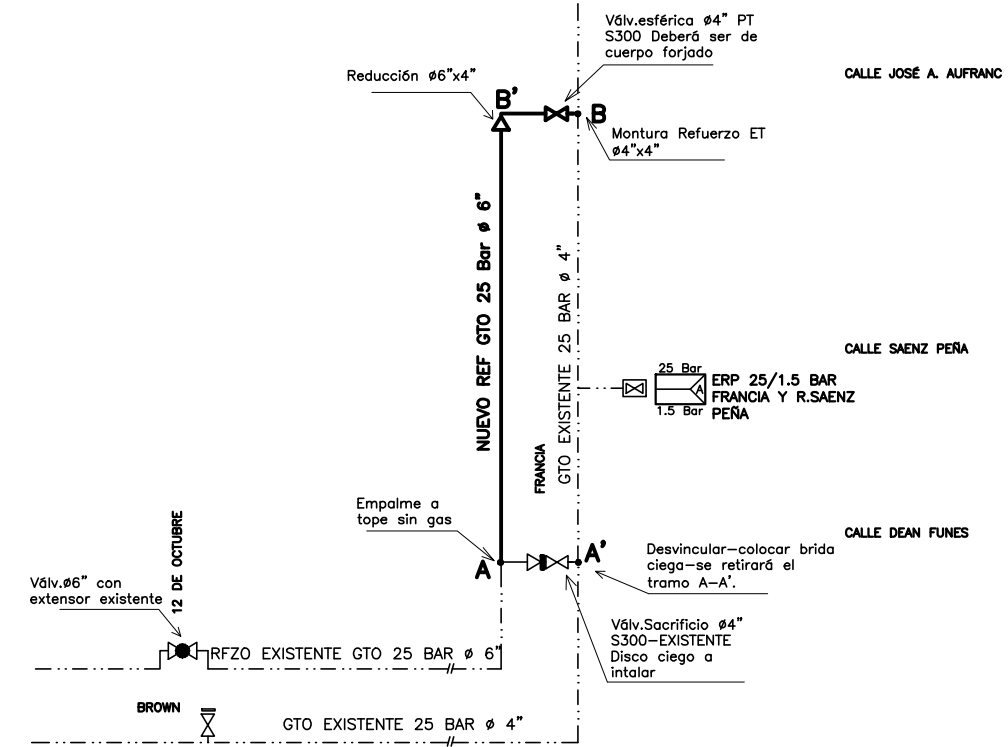 Válv.esférica ø4" PT
S300 Deberá ser de
cuerpo forjado
CALLE JOSÉ A. AUFRANC
Reducción ø6"x4"
B'
B
Montura Refuerzo ET
ø4"x4"
NUEVO REF GTO 25 Bar ø 6"
GTO EXISTENTE 25 BAR ø 4"
CALLE SAENZ PEÑA
25 Bar
A
1.5 Bar
ERP 25/1.5 BAR
FRANCIA Y R.SAENZ
PEÑA
FRANCIA
Empalme a
tope sin gas
CALLE DEAN FUNES
A
A'
Desvincular-colocar brida
ciega-se retirará el
tramo A-A'.
12 DE OCTUBRE
Válv.ø6" con
extensor existente
Válv.Sacrificio ø4"
S300-EXISTENTE
Disco ciego a
intalar
RFZO EXISTENTE GTO 25 BAR ø 6"
BROWN
GTO EXISTENTE 25 BAR ø 4"